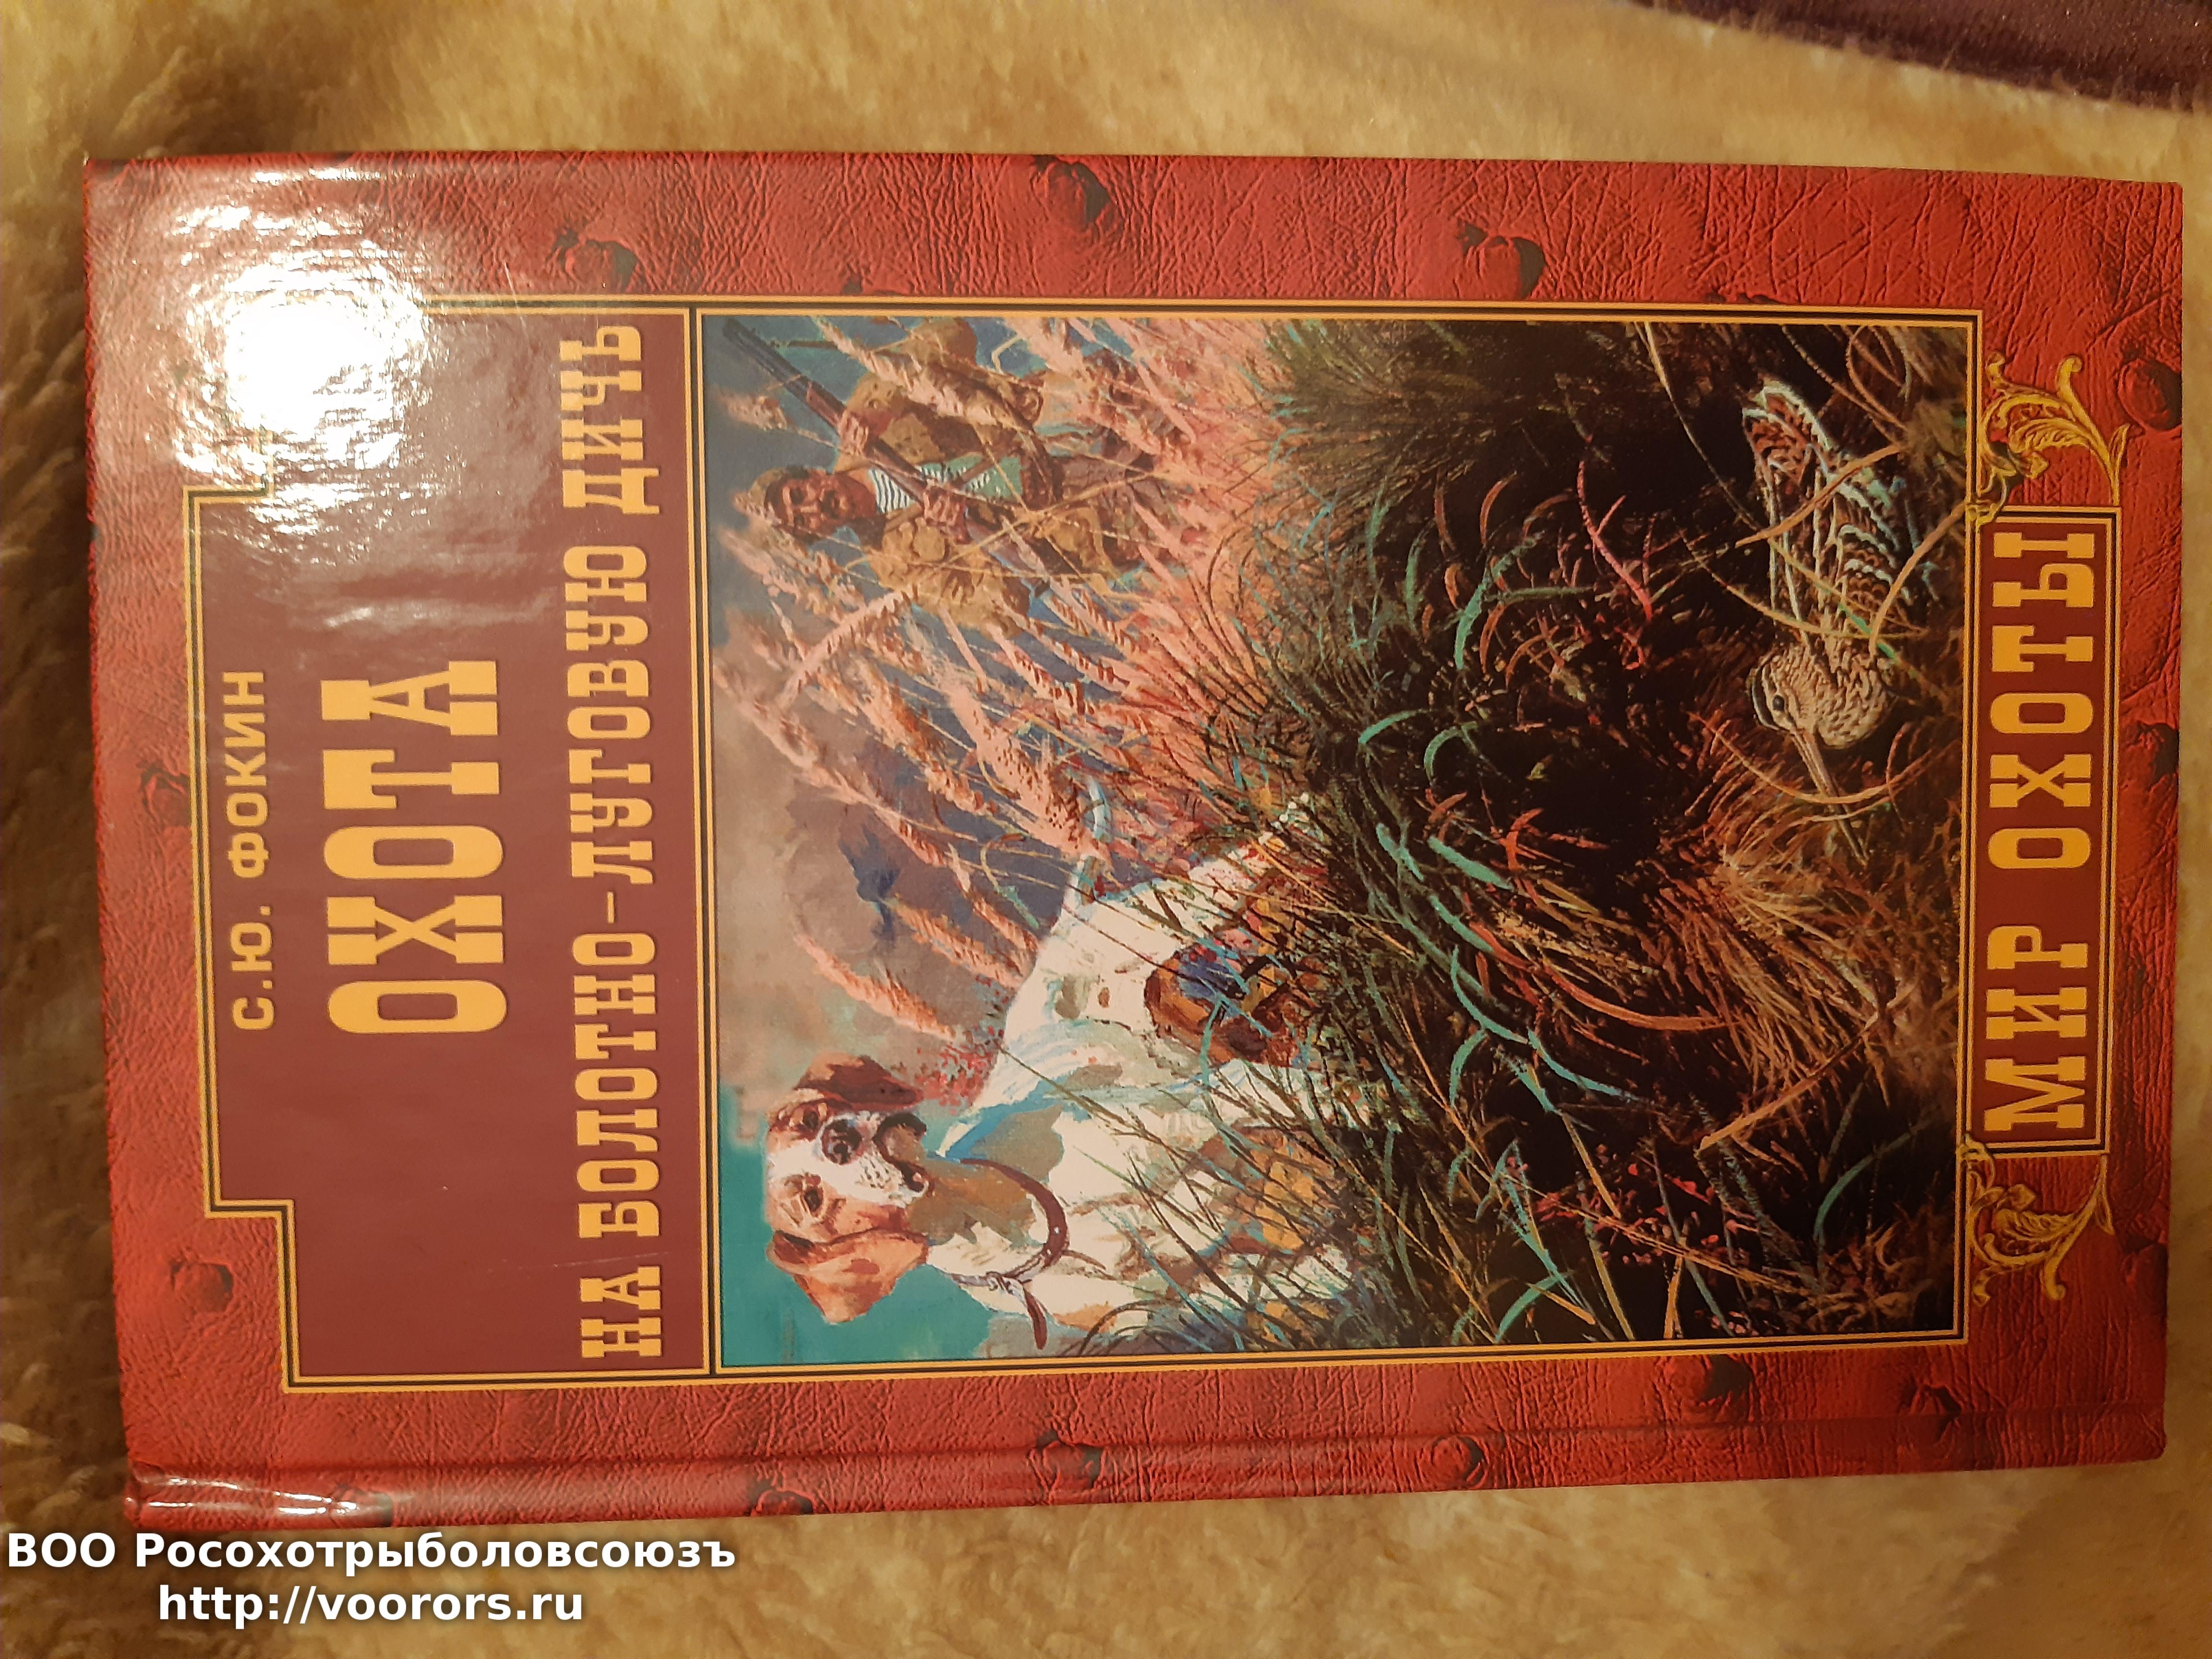 С.Ю. ФОКИН
ОХОТА
НА БОЛОТНО-ЛУГОВУЮ ДИЧЬ
МИР ОХОТЫ
ВОО Росохотрыболовсоюзъ
http://voorors.ru